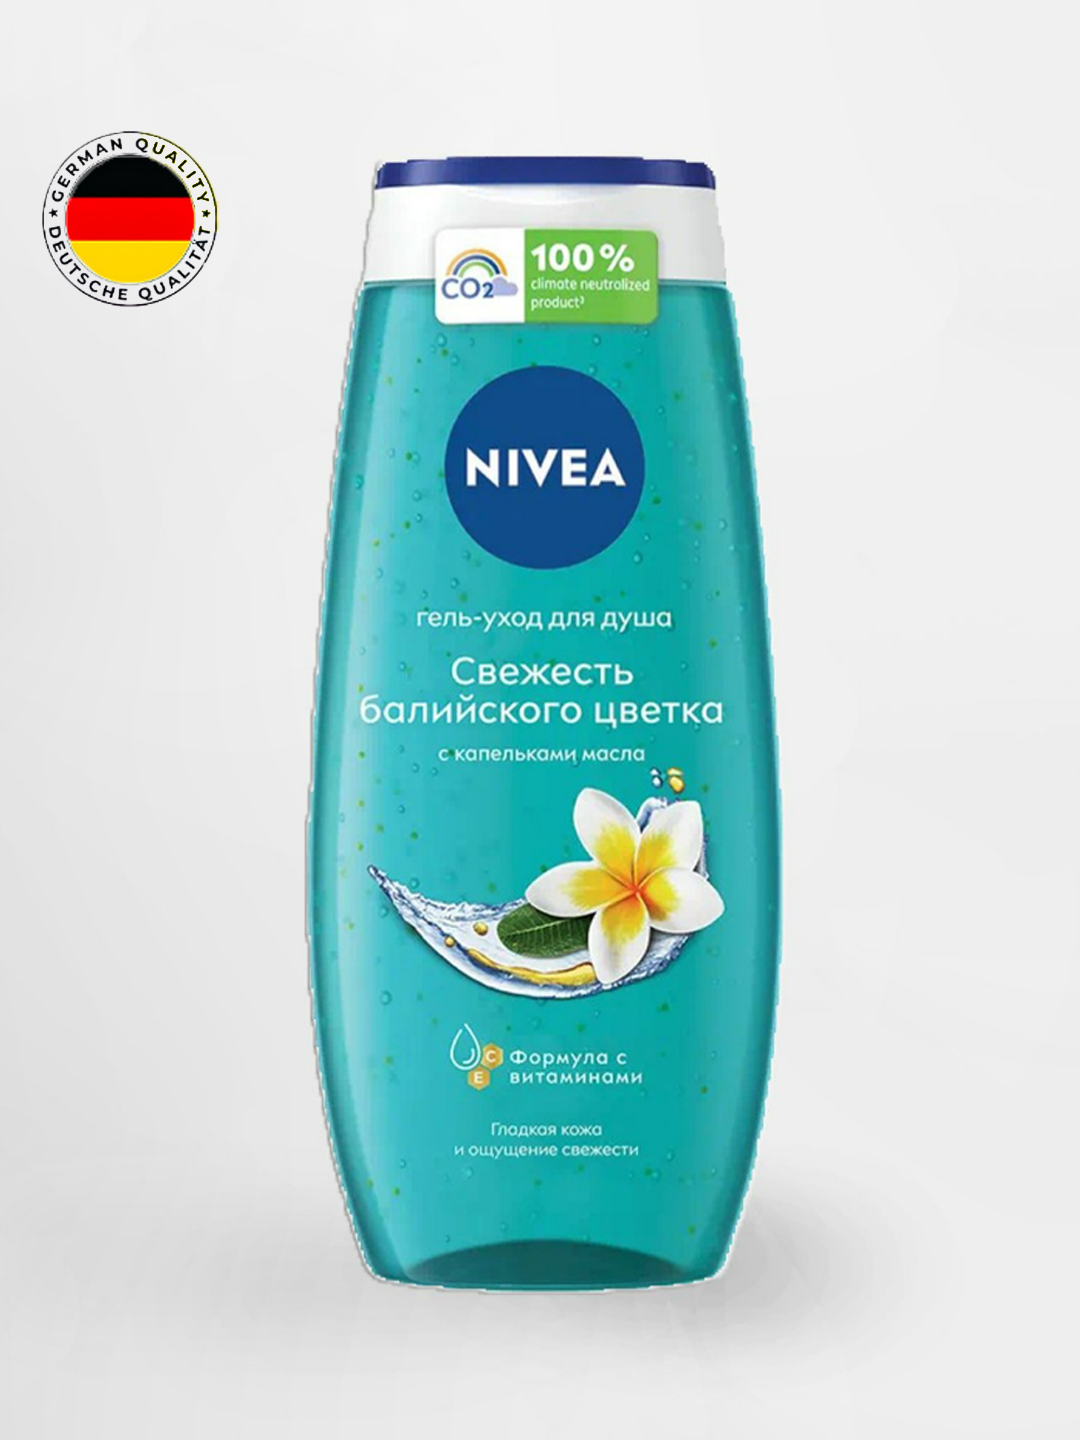 GERMAN QUALITY
DEUTSCHE QUALITÄT
CO2
100%
climate neutralized
product³
NIVEA
гель-уход для душа
Свежесть
балийского цветка
с капельками масла
C
E
Формула с
витаминами
Гладкая кожа
и ощущение свежести